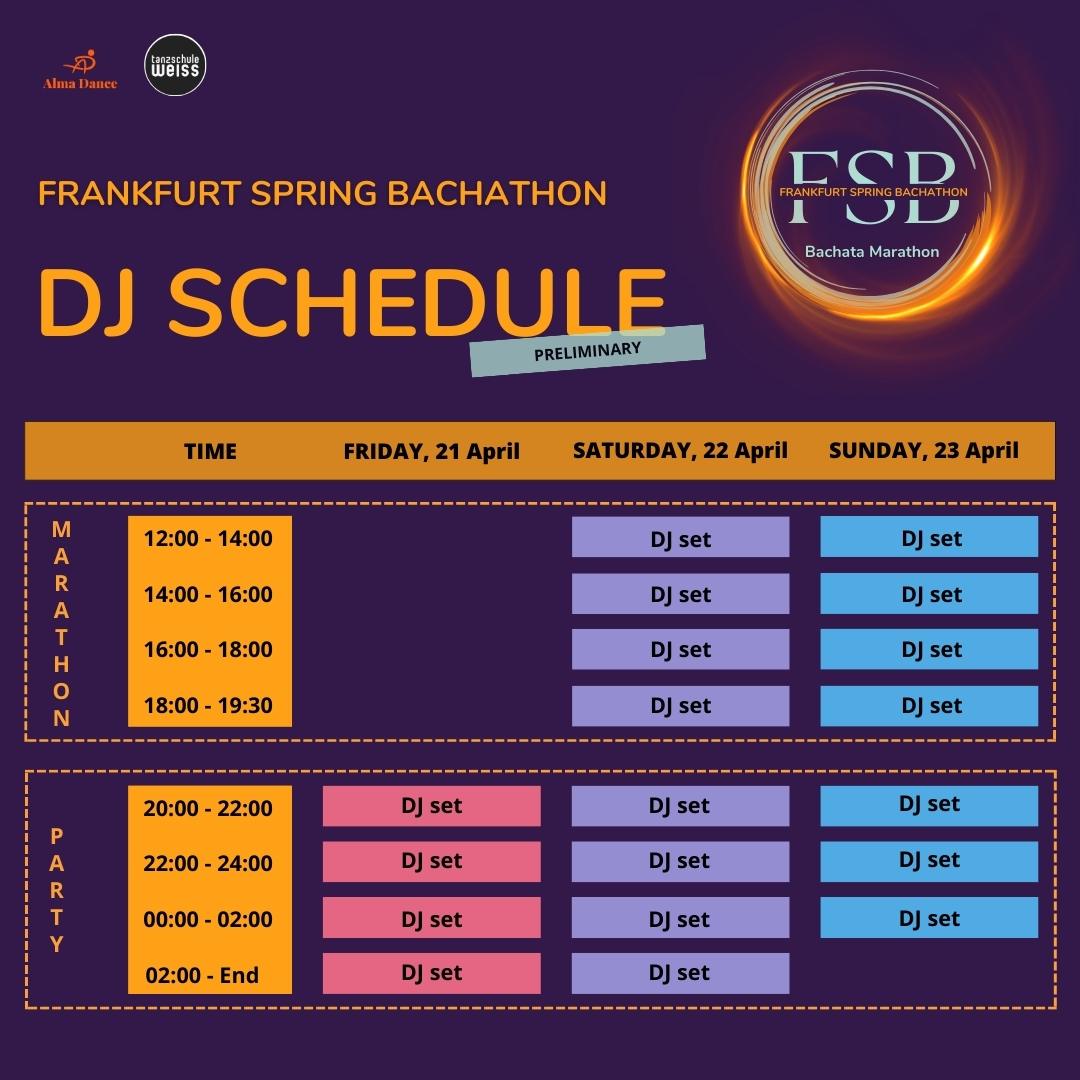 Alma Dance
tanzschule
weiss
FSB
FRANKFURT SPRING BACHATHON
Bachata Marathon
FRANKFURT SPRING BACHATHON
DJ SCHEDULE
PRELIMINARY
TIME FRIDAY, 21 April SATURDAY, 22 April SUNDAY, 23 April
MARATHON
12:00 - 14:00 DJ set DJ set
14:00 - 16:00 DJ set DJ set
16:00 - 18:00 DJ set DJ set
18:00 - 19:30 DJ set DJ set
PARTY
20:00 - 22:00 DJ set DJ set DJ set
22:00 - 24:00 DJ set DJ set DJ set
00:00 - 02:00 DJ set DJ set DJ set
02:00 - End DJ set DJ set